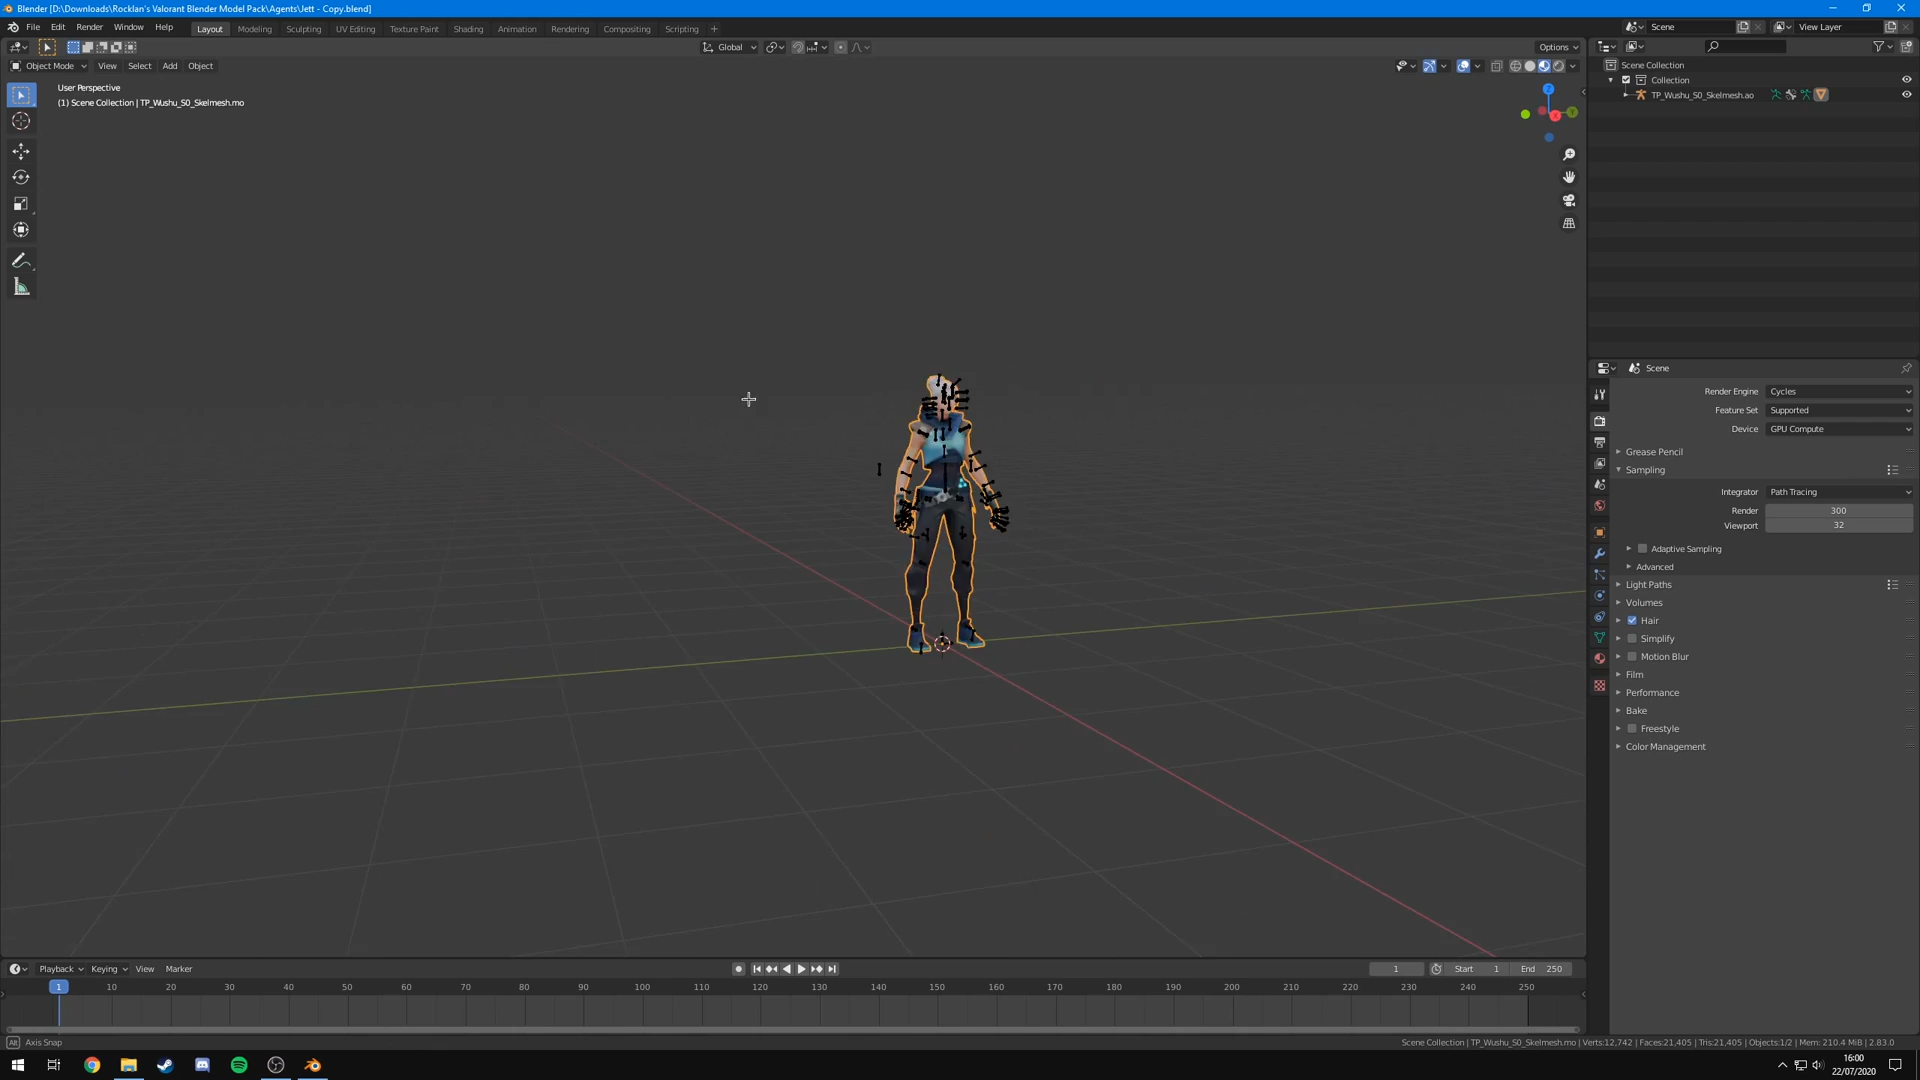 Blender [D:\Downloads\Rocklan's Valorant Blender Model Pack\Agents\Jett - Copy.blend]
File Edit Render Window Help Layout Modeling Sculpting UV Editing Texture Paint Shading Animation Rendering Compositing Scripting + Scene View Layer
Global Options
Object Mode View Select Add Object
User Perspective
(1) Scene Collection | TP_Wushu_S0_Skelmesh.mo
Z
Y
X
Scene Collection
Collection
TP_Wushu_S0_Skelmesh.ao
Scene
Render Engine Cycles
Feature Set Supported
Device GPU Compute
Grease Pencil
Sampling
Integrator Path Tracing
Render 300
Viewport 32
Adaptive Sampling
Advanced
Light Paths
Volumes
Hair
Simplify
Motion Blur
Film
Performance
Bake
Freestyle
Color Management
Playback Keying View Marker 1 Start 1 End 250
1 10 20 30 40 50 60 70 80 90 100 110 120 130 140 150 160 170 180 190 200 210 220 230 240 250
Alt Axis Snap
Scene Collection | TP_Wushu_S0_Skelmesh.mo | Verts:12,742 | Faces:21,405 | Tris:21,405 | Objects:1/2 | Mem: 210.4 MiB | 2.83.0
16:00
22/07/2020